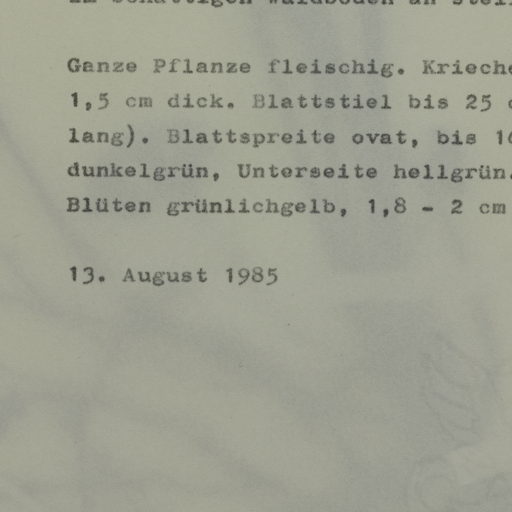 Ganze Pflanze fleischig.
1,5 cm dick. Blattstiel bis 25
lang). Blattspreite ovat, bis
dunkelgrün, Unterseite hellgrün.
Blüten grünlichgelb, 1,8 - 2 cm
13. August 1985